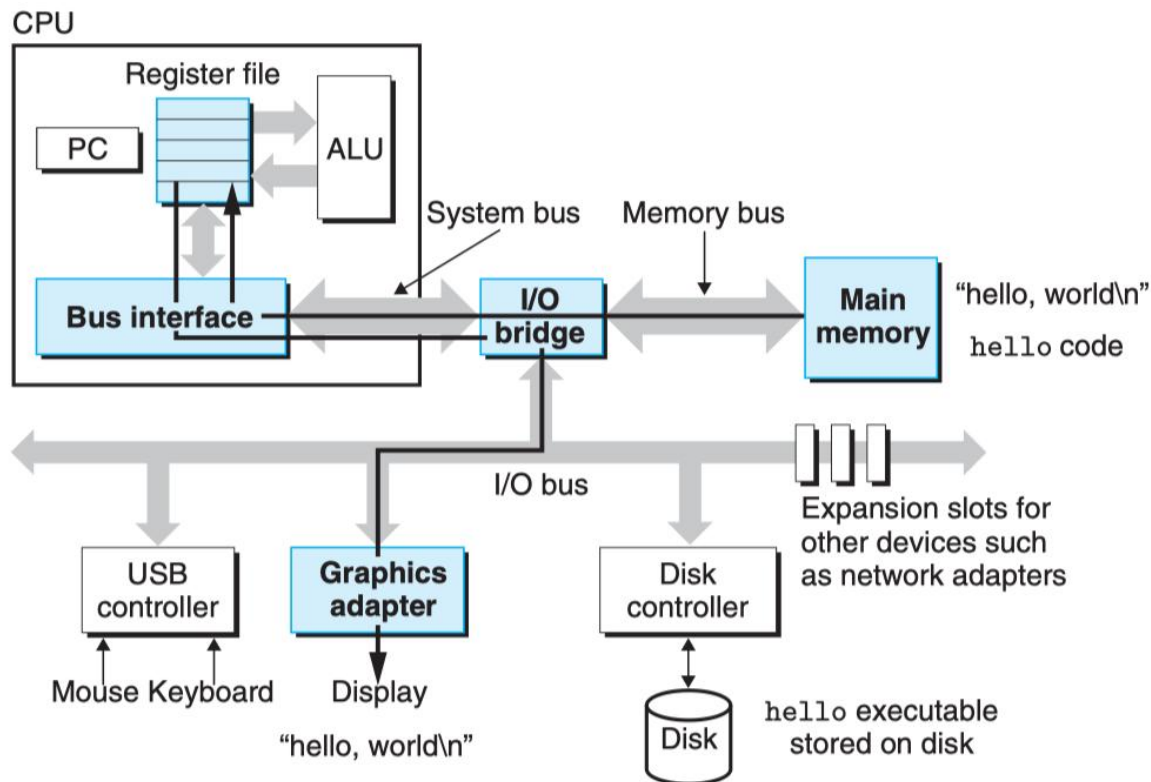 CPU
Register file
PC
ALU
System bus
Memory bus
Bus interface
I/O
bridge
Main
memory
“hello, world\n”
hello code
I/O bus
Expansion slots for
other devices such
as network adapters
USB
controller
Graphics
adapter
Disk
controller
Mouse Keyboard
Display
“hello, world\n”
Disk
hello executable
stored on disk